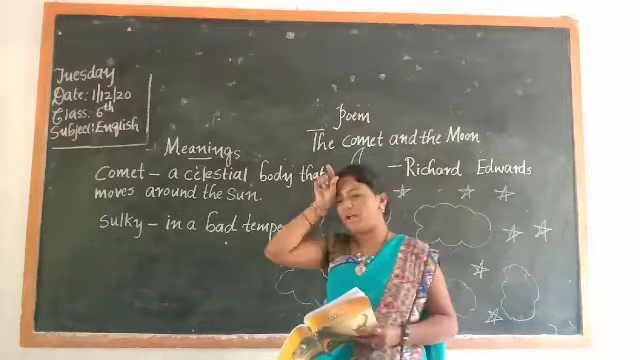 Tuesday
Date: 1/12/20
Class: 6th
Subject: English
Poem
The comet and the Moon
- Richard Edwards
Meanings
Comet - a celestial body that
moves around the Sun.
Sulky - in a bad tempe